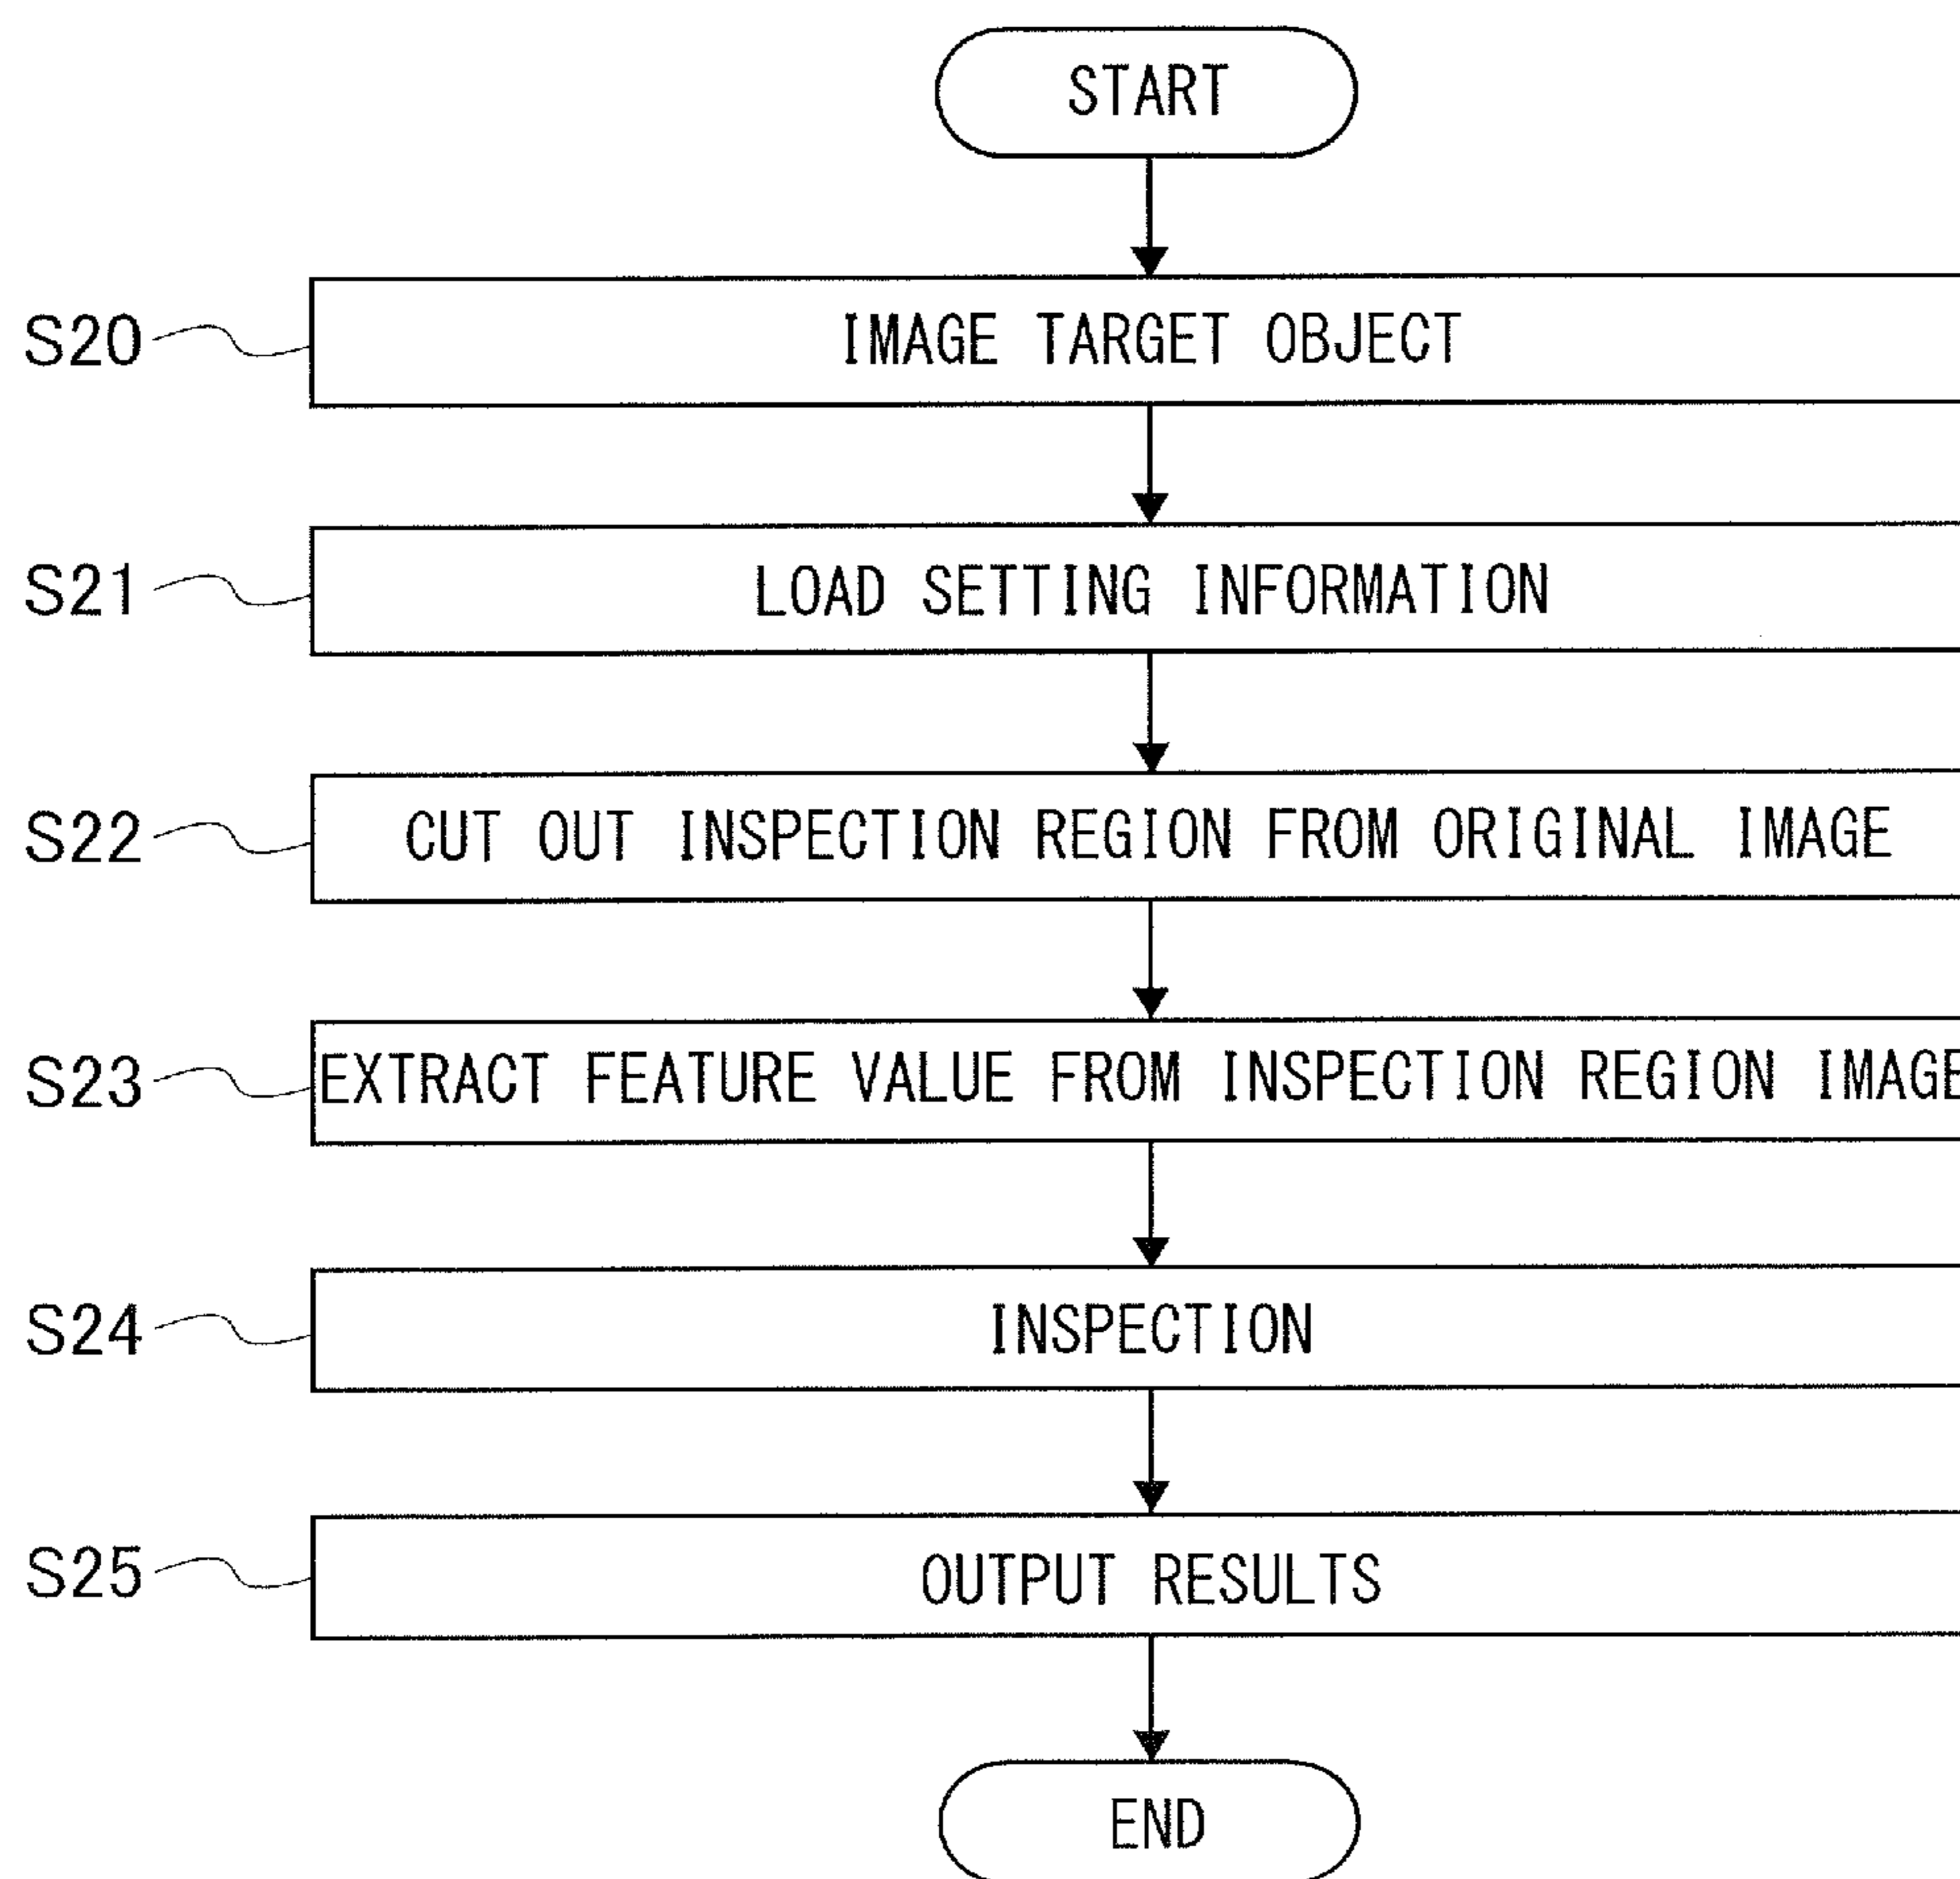 START
S20 IMAGE TARGET OBJECT
S21 LOAD SETTING INFORMATION
S22 CUT OUT INSPECTION REGION FROM ORIGINAL IMAGE
S23 EXTRACT FEATURE VALUE FROM INSPECTION REGION IMAGE
S24 INSPECTION
S25 OUTPUT RESULTS
END